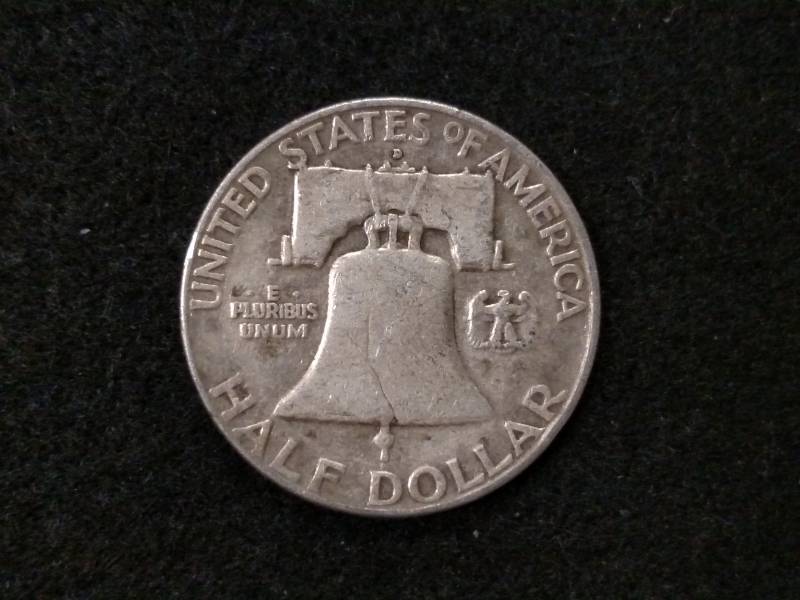 UNITED STATES OF AMERICA
D
E
PLURIBUS
UNUM
HALF DOLLAR